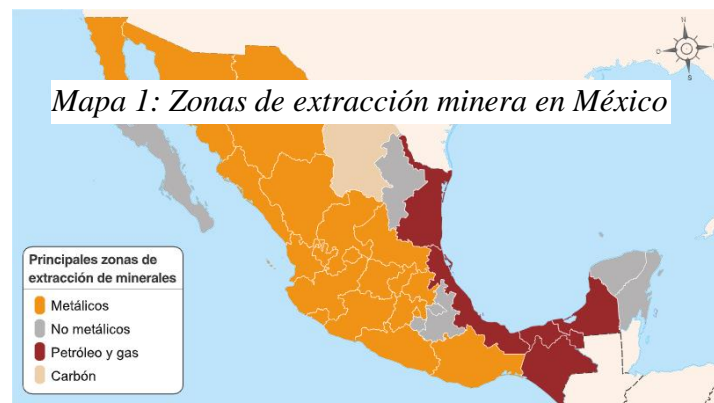 N
O
S
Mapa 1: Zonas de extracción minera en México
Principales zonas de
extracción de minerales
Metálicos
No metálicos
Petróleo y gas
Carbón